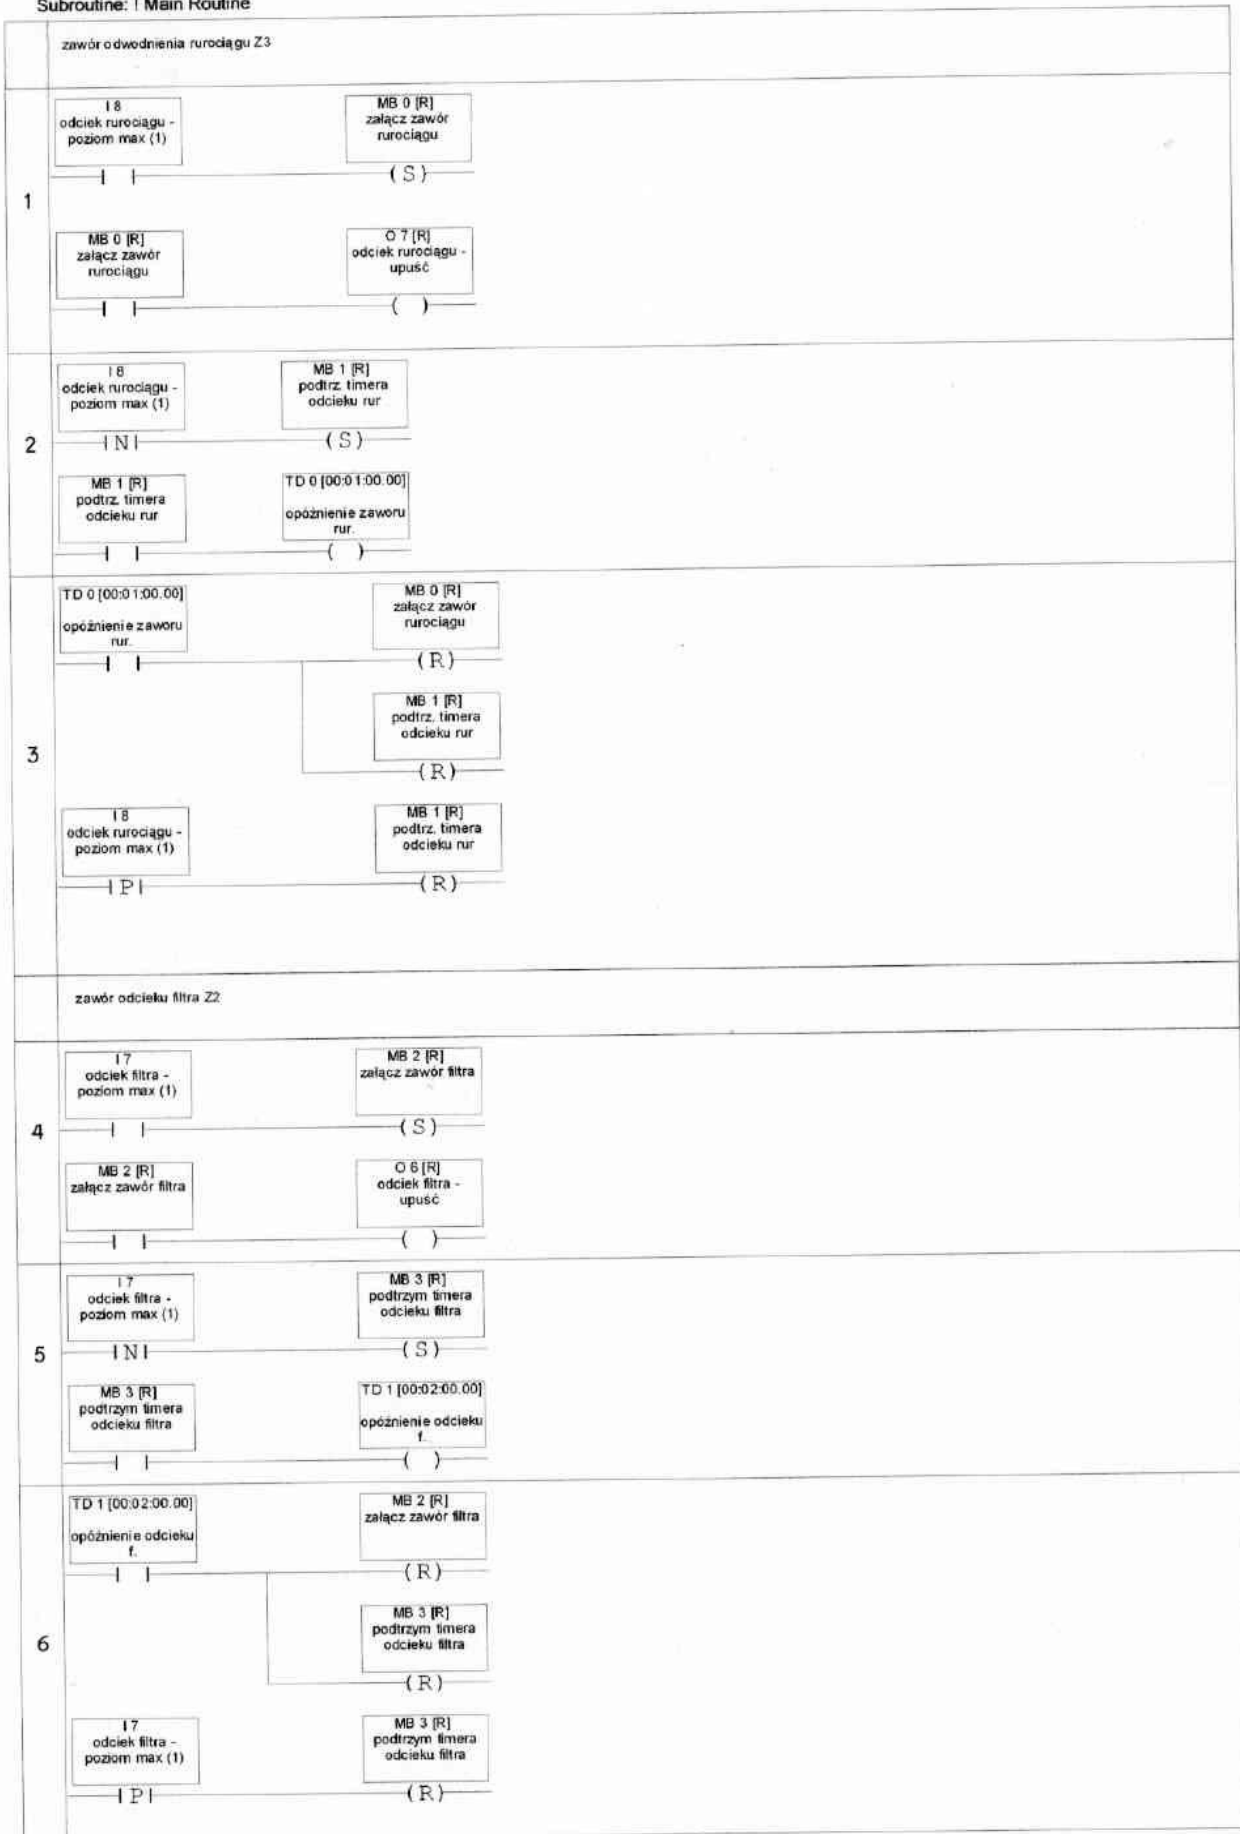 Subroutine: ! Main Routine
zawór odwodnienia rurociągu Z3
1
I 8
odciek rurociągu -
poziom max (1)
MB 0 [R]
załącz zawór
rurociągu
(S)
MB 0 [R]
załącz zawór
rurociągu
O 7 [R]
odciek rurociągu -
upuść
( )
2
I 8
odciek rurociągu -
poziom max (1)
N
MB 1 [R]
podtrz. timera
odcieku rur
(S)
MB 1 [R]
podtrz. timera
odcieku rur
TD 0 [00:01:00.00]
opóźnienie zaworu
rur.
( )
3
TD 0 [00:01:00.00]
opóźnienie zaworu
rur.
MB 0 [R]
załącz zawór
rurociągu
(R)
MB 1 [R]
podtrz. timera
odcieku rur
(R)
I 8
odciek rurociągu -
poziom max (1)
P
MB 1 [R]
podtrz. timera
odcieku rur
(R)
zawór odcieku filtra Z2
4
I 7
odciek filtra -
poziom max (1)
MB 2 [R]
załącz zawór filtra
(S)
MB 2 [R]
załącz zawór filtra
O 6 [R]
odciek filtra -
upuść
( )
5
I 7
odciek filtra -
poziom max (1)
N
MB 3 [R]
podtrzym timera
odcieku filtra
(S)
MB 3 [R]
podtrzym timera
odcieku filtra
TD 1 [00:02:00.00]
opóźnienie odcieku
f.
( )
6
TD 1 [00:02:00.00]
opóźnienie odcieku
f.
MB 2 [R]
załącz zawór filtra
(R)
MB 3 [R]
podtrzym timera
odcieku filtra
(R)
I 7
odciek filtra -
poziom max (1)
P
MB 3 [R]
podtrzym timera
odcieku filtra
(R)